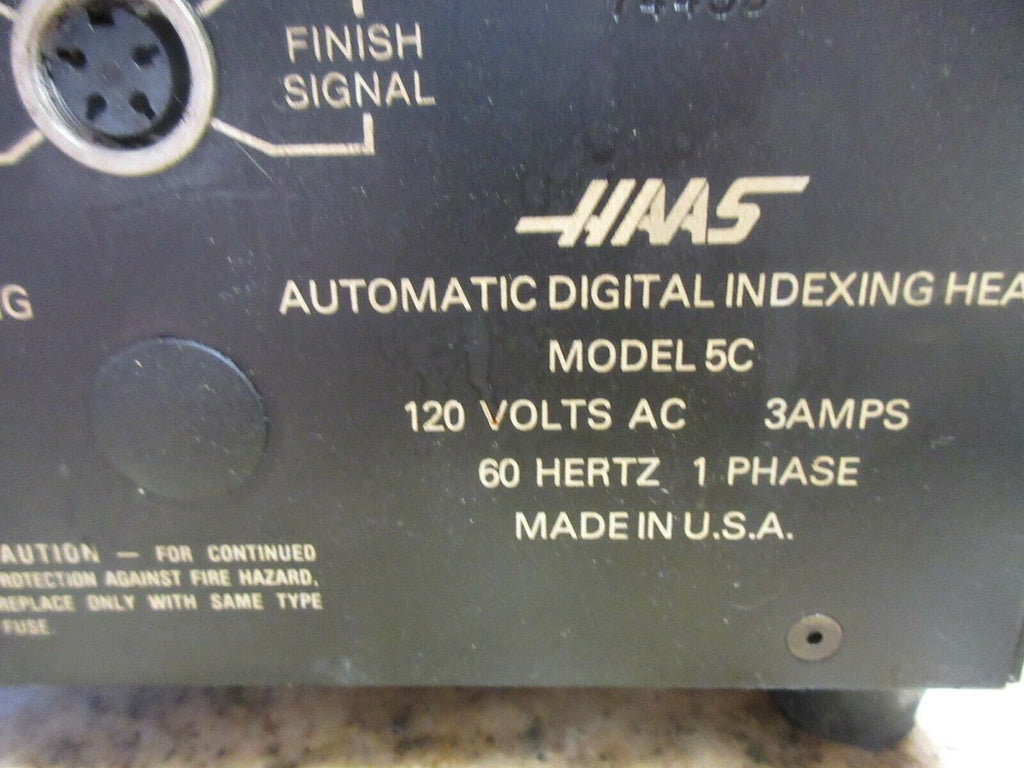 FINISH
SIGNAL
HAAS
AUTOMATIC DIGITAL INDEXING HEA
MODEL 5C
120 VOLTS AC 3AMPS
60 HERTZ 1 PHASE
MADE IN U.S.A.
AUTION — FOR CONTINUED
ROTECTION AGAINST FIRE HAZARD,
REPLACE ONLY WITH SAME TYPE
FUSE.